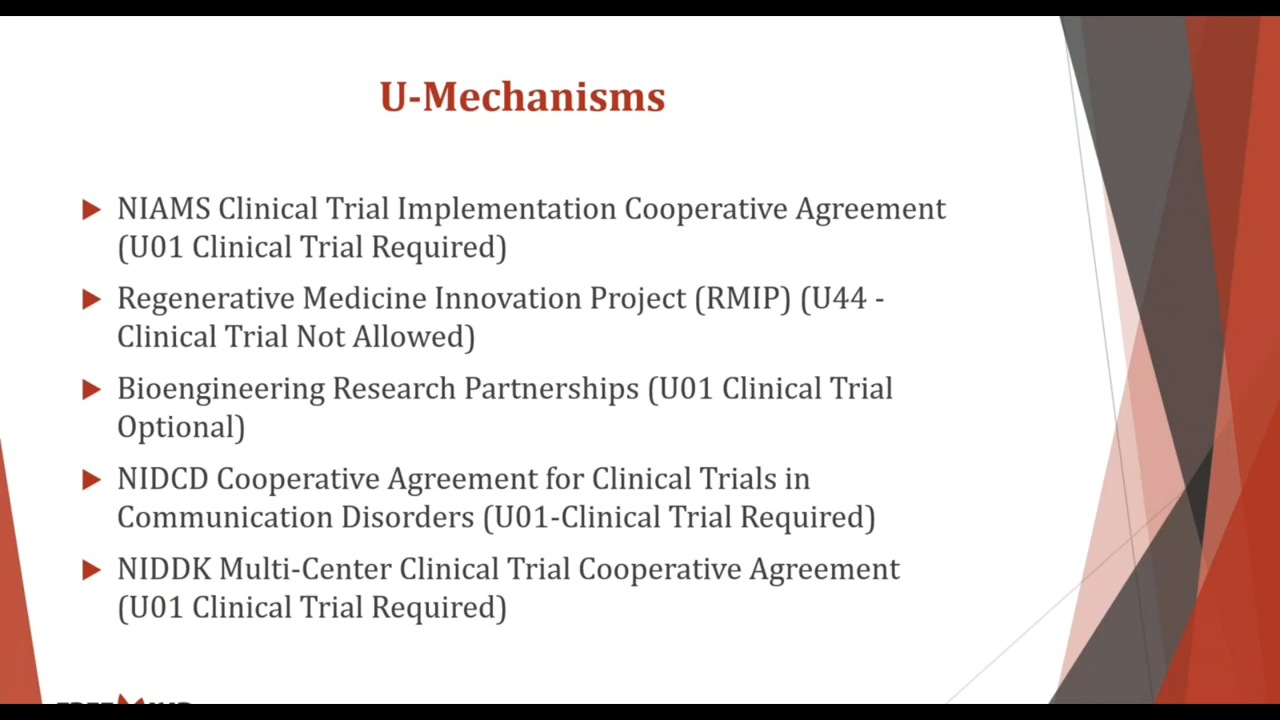 U-Mechanisms
NIAMS Clinical Trial Implementation Cooperative Agreement
(U01 Clinical Trial Required)
Regenerative Medicine Innovation Project (RMIP) (U44 -
Clinical Trial Not Allowed)
Bioengineering Research Partnerships (U01 Clinical Trial
Optional)
NIDCD Cooperative Agreement for Clinical Trials in
Communication Disorders (U01-Clinical Trial Required)
NIDDK Multi-Center Clinical Trial Cooperative Agreement
(U01 Clinical Trial Required)